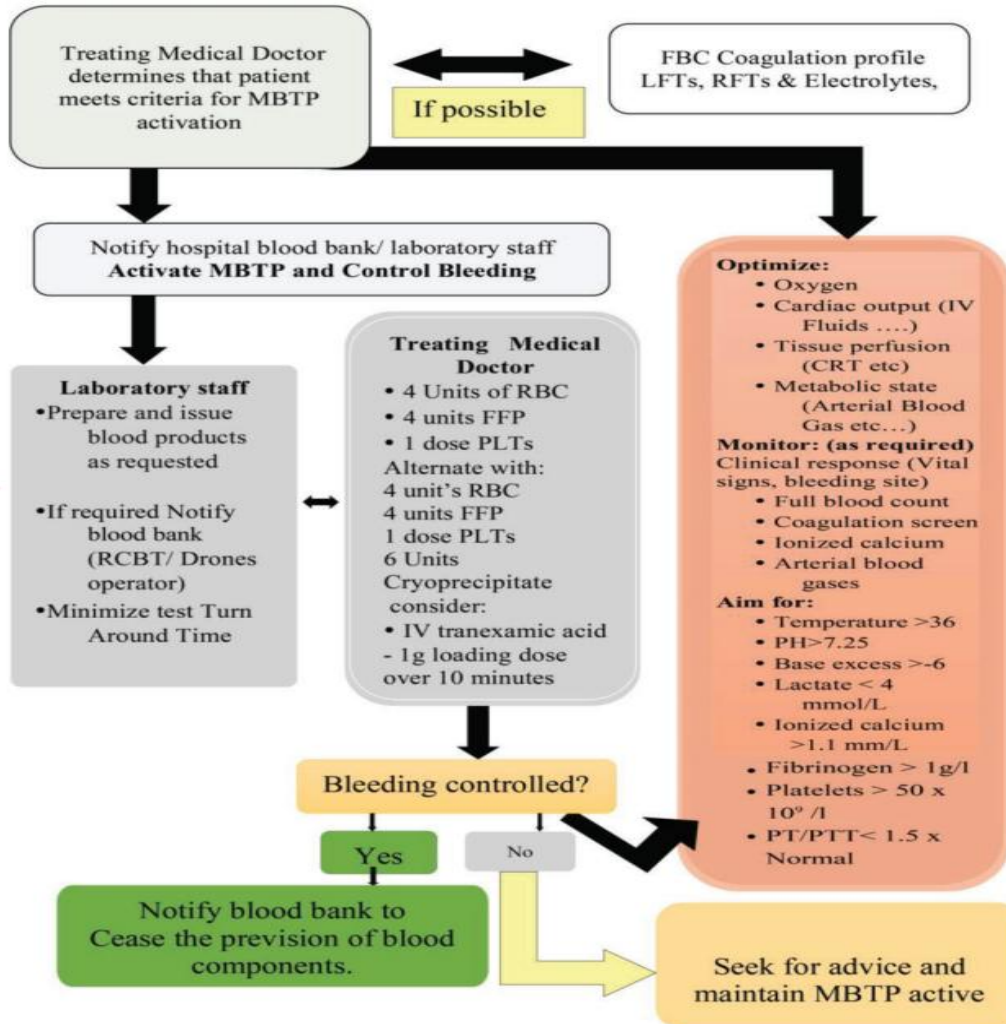 Treating Medical Doctor
determines that patient
meets criteria for MBTP
activation
If possible
FBC Coagulation profile
LFTs, RFTs & Electrolytes,
Notify hospital blood bank/ laboratory staff
Activate MBTP and Control Bleeding
Laboratory staff
•Prepare and issue
blood products
as requested
•If required Notify
blood bank
(RCBT/ Drones
operator)
•Minimize test Turn
Around Time
Treating Medical
Doctor
• 4 Units of RBC
• 4 units FFP
• 1 dose PLTs
Alternate with:
4 unit's RBC
4 units FFP
1 dose PLTs
6 Units
Cryoprecipitate
consider:
• IV tranexamic acid
- 1g loading dose
over 10 minutes
Optimize:
• Oxygen
• Cardiac output (IV
Fluids ….)
• Tissue perfusion
(CRT etc)
• Metabolic state
(Arterial Blood
Gas etc…)
Monitor: (as required)
Clinical response (Vital
signs, bleeding site)
• Full blood count
• Coagulation screen
• Ionized calcium
• Arterial blood
gases
Aim for:
• Temperature >36
• PH>7.25
• Base excess >-6
• Lactate < 4
mmol/L
• Ionized calcium
>1.1 mm/L
• Fibrinogen > 1g/l
• Platelets > 50 x
10⁹ /l
• PT/PTT< 1.5 x
Normal
Bleeding controlled?
Yes
No
Notify blood bank to
Cease the prevision of blood
components.
Seek for advice and
maintain MBTP active